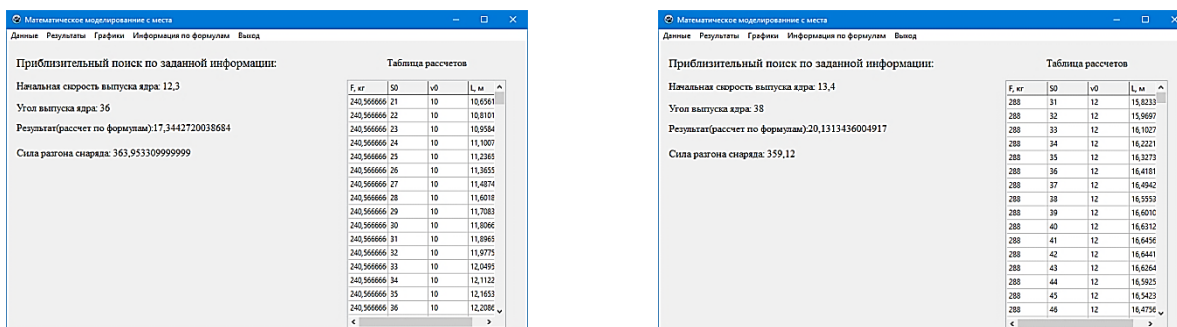 Математическое моделированние с места
Данные Результаты Графики Информация по формулам Выход
Приблизительный поиск по заданной информации:
Начальная скорость выпуска ядра: 12,3
Угол выпуска ядра: 36
Результат(рассчет по формулам):17,3442720038684
Сила разгона снаряда: 363,953309999999
Таблица рассчетов
F, кг S0 v0 L, м
240,566666 21 10 10,6561
240,566666 22 10 10,8101
240,566666 23 10 10,9584
240,566666 24 10 11,1007
240,566666 25 10 11,2365
240,566666 26 10 11,3655
240,566666 27 10 11,4874
240,566666 28 10 11,6018
240,566666 29 10 11,7083
240,566666 30 10 11,8066
240,566666 31 10 11,8965
240,566666 32 10 11,9775
240,566666 33 10 12,0495
240,566666 34 10 12,1122
240,566666 35 10 12,1653
240,566666 36 10 12,2086
Математическое моделированние с места
Данные Результаты Графики Информация по формулам Выход
Приблизительный поиск по заданной информации:
Начальная скорость выпуска ядра: 13,4
Угол выпуска ядра: 38
Результат(рассчет по формулам):20,1313436004917
Сила разгона снаряда: 359,12
Таблица рассчетов
F, кг S0 v0 L, м
288 31 12 15,8233
288 32 12 15,9697
288 33 12 16,1027
288 34 12 16,2221
288 35 12 16,3273
288 36 12 16,4181
288 37 12 16,4942
288 38 12 16,5553
288 39 12 16,6010
288 40 12 16,6312
288 41 12 16,6456
288 42 12 16,6441
288 43 12 16,6264
288 44 12 16,5925
288 45 12 16,5423
288 46 12 16,4756